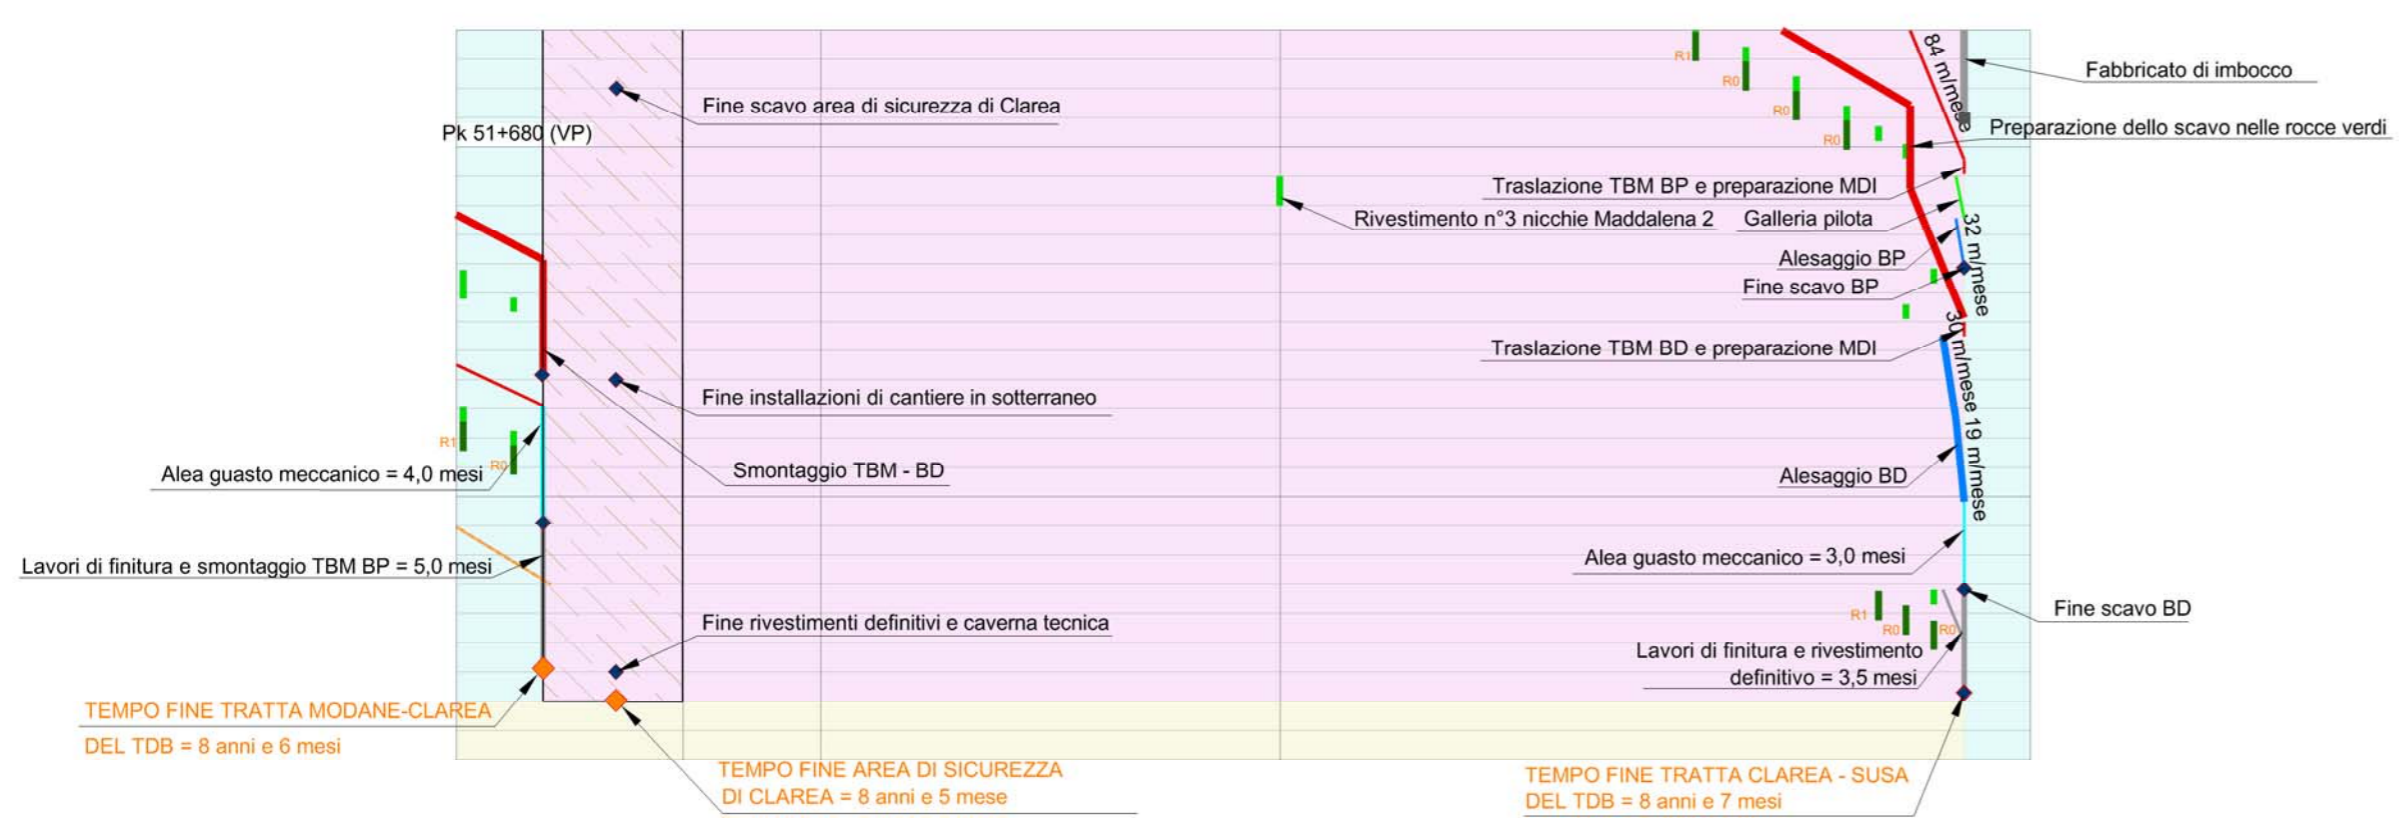 R1
84 m/mese
Fabbricato di imbocco
R0
Fine scavo area di sicurezza di Clarea
R0
Pk 51+680 (VP)
Preparazione dello scavo nelle rocce verdi
R0
Traslazione TBM BP e preparazione MDI
Rivestimento n°3 nicchie Maddalena 2
Galleria pilota
32 m/mese
Alesaggio BP
Fine scavo BP
30 m/mese
Traslazione TBM BD e preparazione MDI
Fine installazioni di cantiere in sotterraneo
19 m/mese
R1
R0
Alea guasto meccanico = 4,0 mesi
Smontaggio TBM - BD
Alesaggio BD
Lavori di finitura e smontaggio TBM BP = 5,0 mesi
Alea guasto meccanico = 3,0 mesi
Fine scavo BD
R1
R0
R0
Fine rivestimenti definitivi e caverna tecnica
Lavori di finitura e rivestimento
definitivo = 3,5 mesi
TEMPO FINE TRATTA MODANE-CLAREA
DEL TDB = 8 anni e 6 mesi
TEMPO FINE AREA DI SICUREZZA
DI CLAREA = 8 anni e 5 mese
TEMPO FINE TRATTA CLAREA - SUSA
DEL TDB = 8 anni e 7 mesi